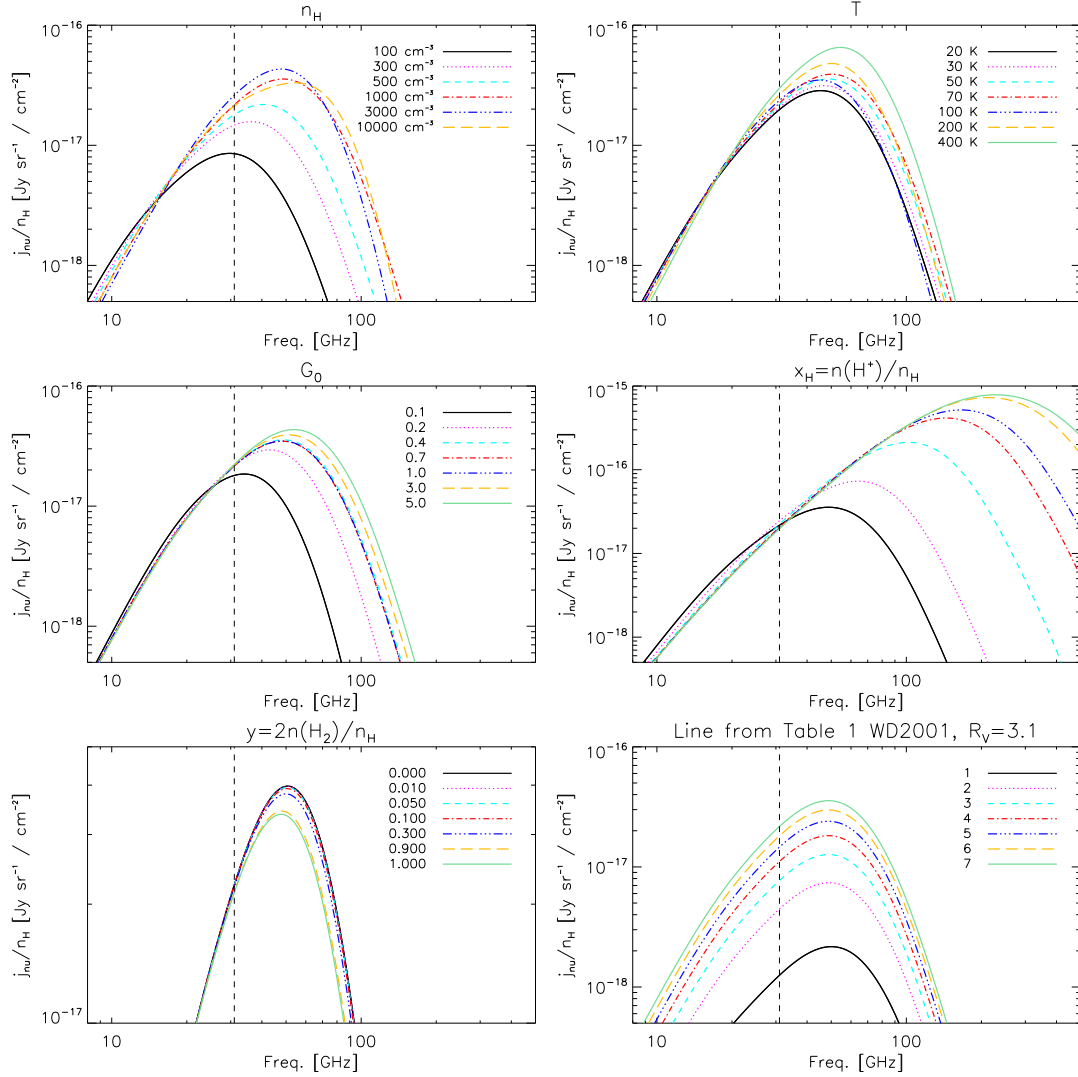 n_H
10^-16
10^-17
10^-18
j_nu/n_H [Jy sr^-1 / cm^-2]
100 cm^-3
300 cm^-3
500 cm^-3
1000 cm^-3
3000 cm^-3
10000 cm^-3
10 100
Freq. [GHz]
T
10^-16
10^-17
10^-18
j_nu/n_H [Jy sr^-1 / cm^-2]
20 K
30 K
50 K
70 K
100 K
200 K
400 K
10 100
Freq. [GHz]
G_0
10^-16
10^-17
10^-18
j_nu/n_H [Jy sr^-1 / cm^-2]
0.1
0.2
0.4
0.7
1.0
3.0
5.0
10 100
Freq. [GHz]
x_H=n(H^+)/n_H
10^-15
10^-16
10^-17
10^-18
j_nu/n_H [Jy sr^-1 / cm^-2]
10 100
Freq. [GHz]
y=2n(H_2)/n_H
10^-17
j_nu/n_H [Jy sr^-1 / cm^-2]
0.000
0.010
0.050
0.100
0.300
0.900
1.000
10 100
Freq. [GHz]
Line from Table 1 WD2001, R_V=3.1
10^-16
10^-17
10^-18
j_nu/n_H [Jy sr^-1 / cm^-2]
1
2
3
4
5
6
7
10 100
Freq. [GHz]